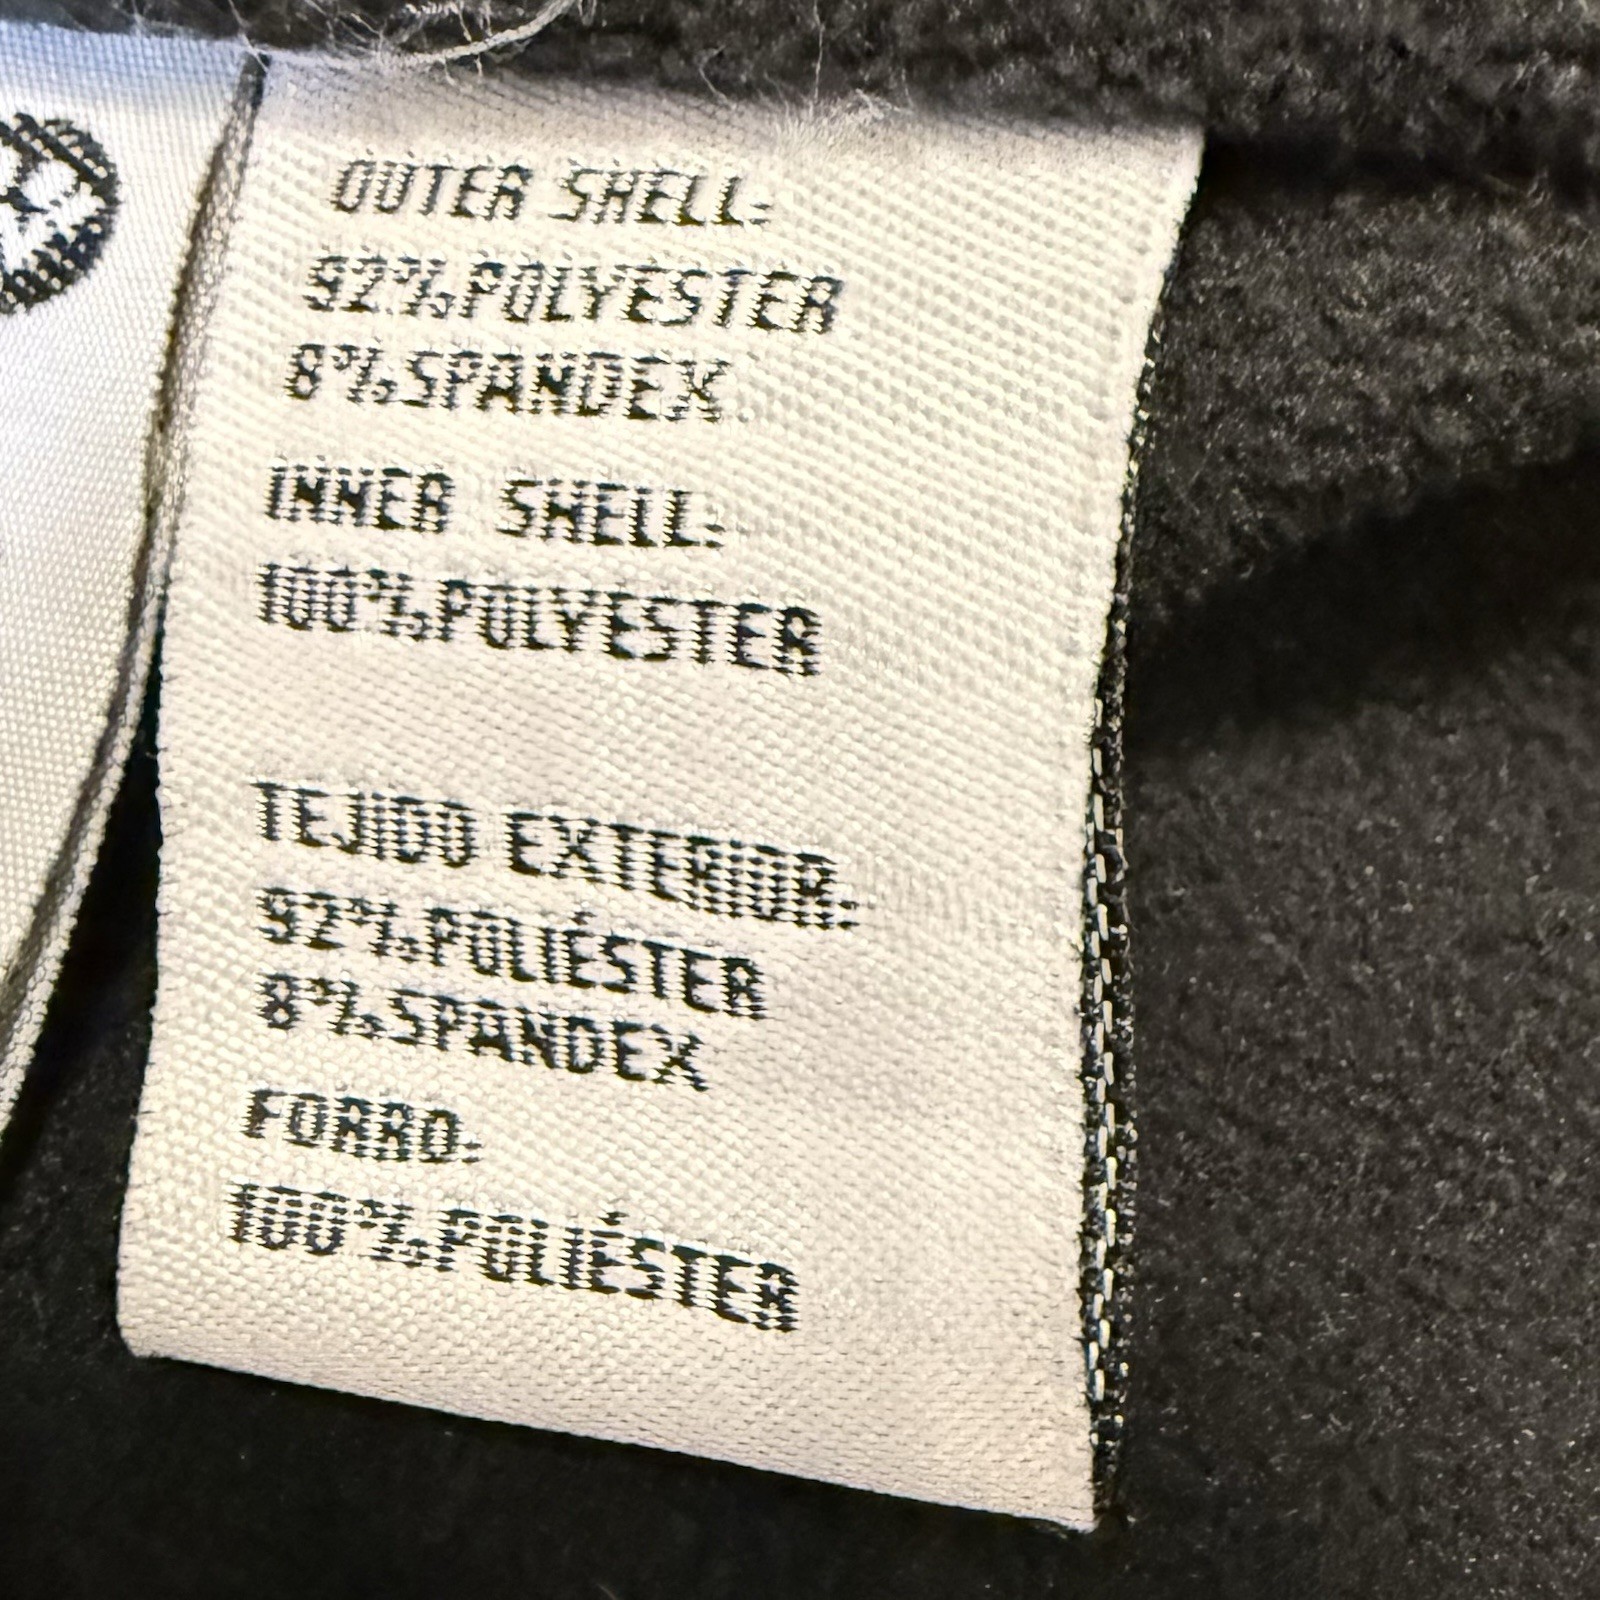 OUTER SHELL:
92%POLYESTER
8%SPANDEX
INNER SHELL:
100%POLYESTER
TEJIDO EXTERIOR:
92%POLIÉSTER
8%SPANDEX
FORRO:
100%POLIÉSTER